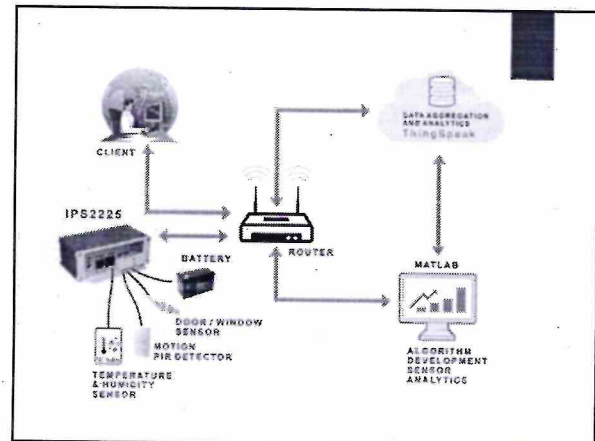 DATA AGGREGATION
AND ANALYTICS
ThingSpeak
CLIENT
IPS2225
BATTERY
ROUTER
MATLAB
DOOR / WINDOW
SENSOR
MOTION
PIR DETECTOR
TEMPERATURE
& HUMIDITY
SENSOR
ALGORITHM
DEVELOPMENT
SENSOR
ANALYTICS